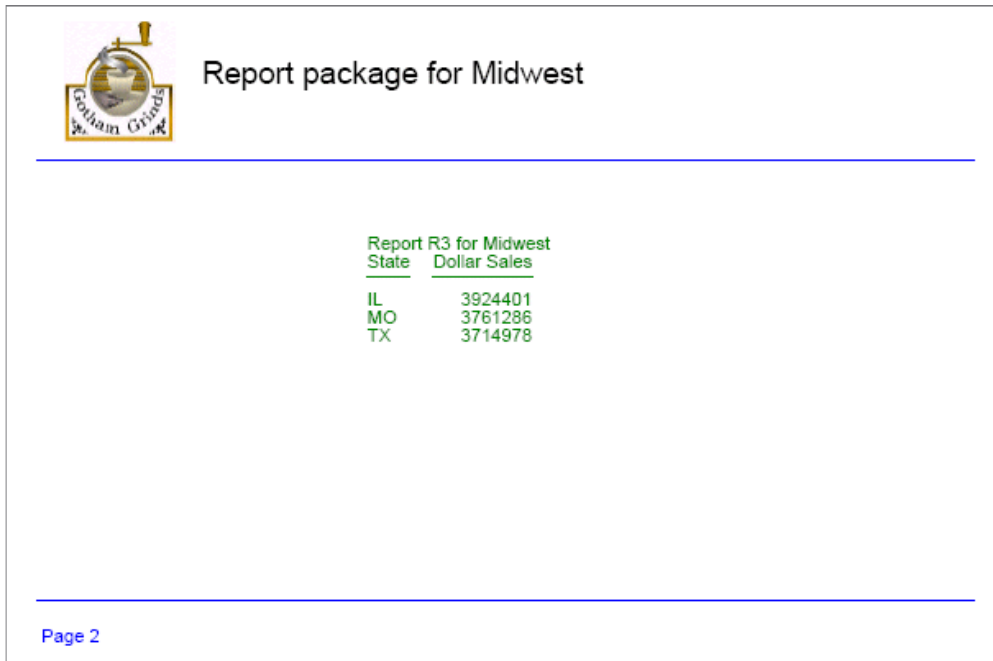 Gotham Grinds
Report package for Midwest
Report R3 for Midwest
State Dollar Sales
IL 3924401
MO 3761286
TX 3714978
Page 2